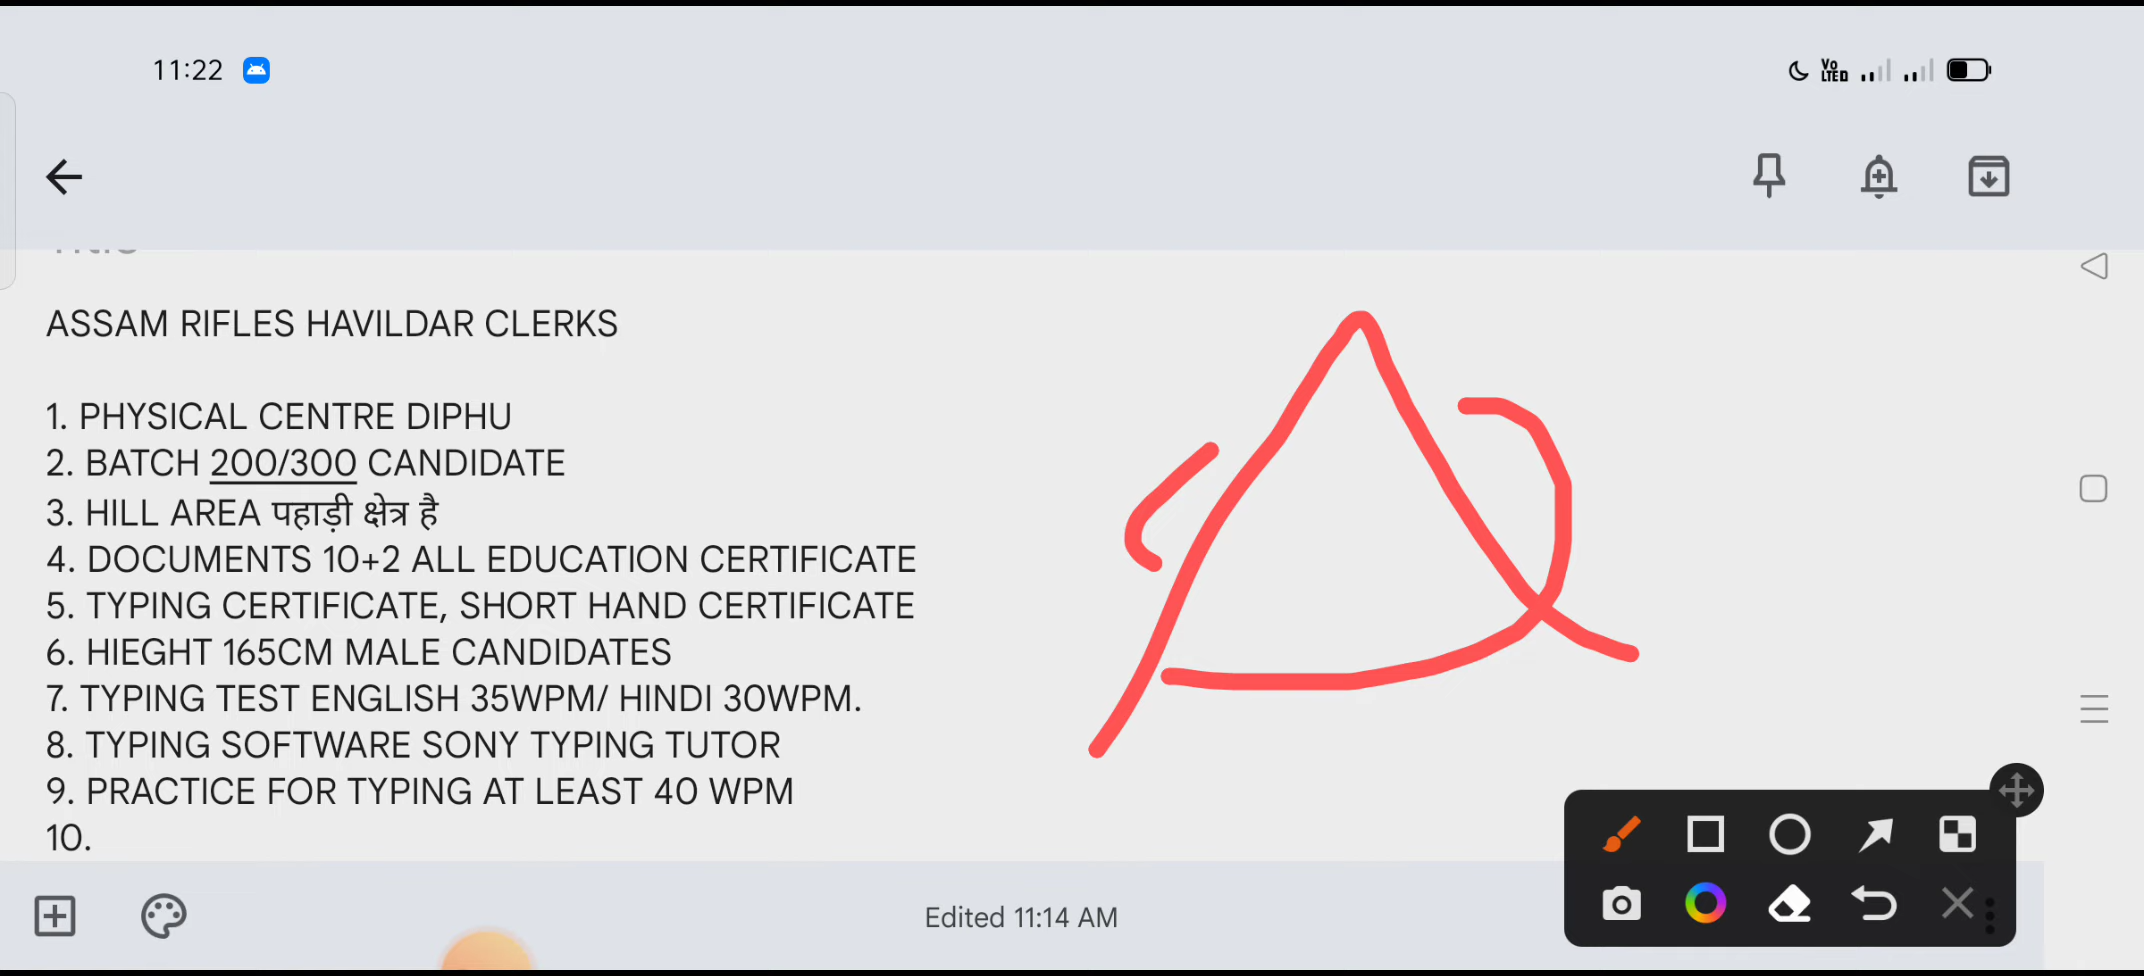 11:22
Vo
LTE D
ASSAM RIFLES HAVILDAR CLERKS
1. PHYSICAL CENTRE DIPHU
2. BATCH 200/300 CANDIDATE
3. HILL AREA पहाड़ी क्षेत्र है
4. DOCUMENTS 10+2 ALL EDUCATION CERTIFICATE
5. TYPING CERTIFICATE, SHORT HAND CERTIFICATE
6. HIEGHT 165CM MALE CANDIDATES
7. TYPING TEST ENGLISH 35WPM/ HINDI 30WPM.
8. TYPING SOFTWARE SONY TYPING TUTOR
9. PRACTICE FOR TYPING AT LEAST 40 WPM
10.
Edited 11:14 AM